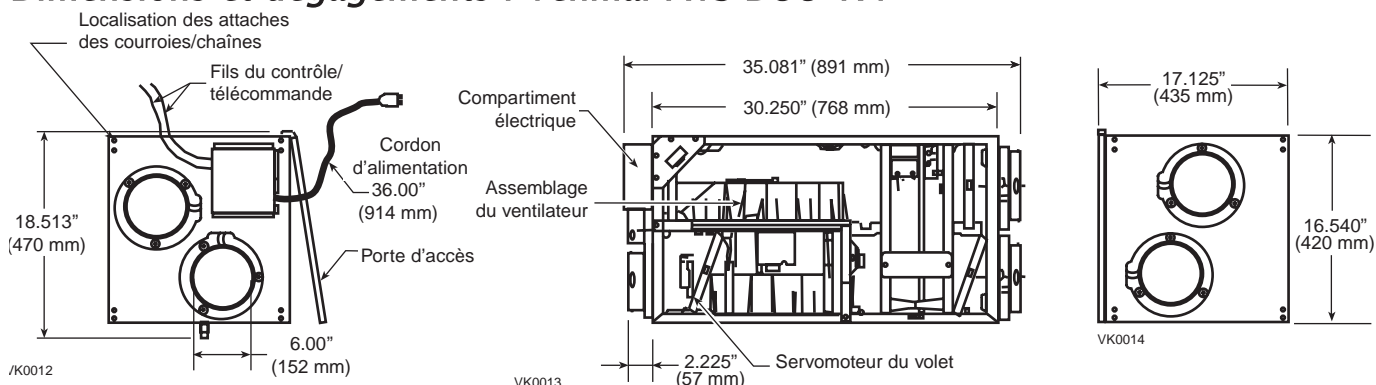 Localisation des attaches
des courroies/chaînes
Fils du contrôle/
télécommande
Cordon
d'alimentation
36.00”
(914 mm)
18.513”
(470 mm)
Porte d'accès
6.00”
(152 mm)
VK0012
35.081” (891 mm)
30.250” (768 mm)
Compartiment
électrique
Assemblage
du ventilateur
2.225”
(57 mm)
Servomoteur du volet
VK0013
17.125”
(435 mm)
16.540”
(420 mm)
VK0014